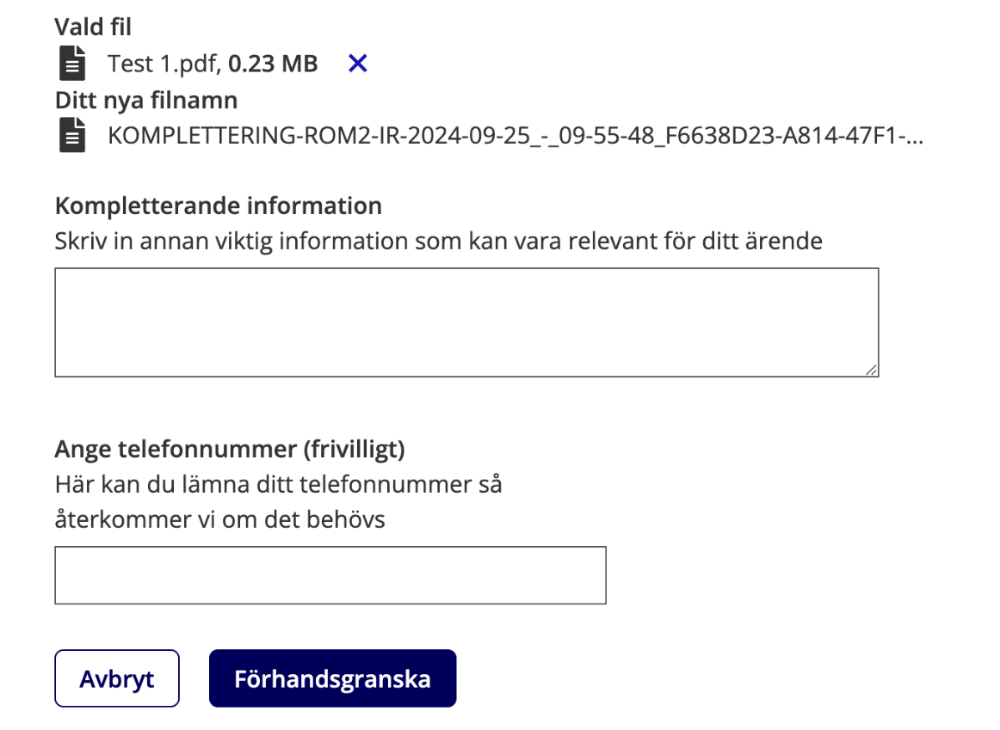 Vald fil
Test 1.pdf, 0.23 MB
Ditt nya filnamn
KOMPLETTERING-ROM2-IR-2024-09-25_-_09-55-48_F6638D23-A814-47F1-...
Kompletterande information
Skriv in annan viktig information som kan vara relevant för ditt ärende
Ange telefonnummer (frivilligt)
Här kan du lämna ditt telefonnummer så
återkommer vi om det behövs
Avbryt
Förhandsgranska